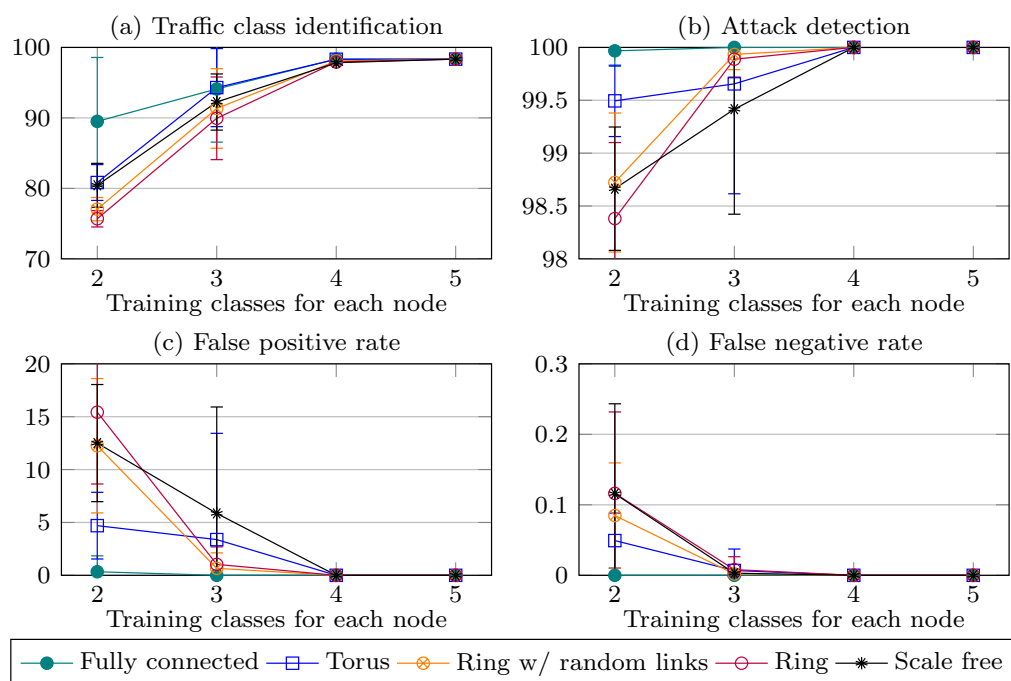 (a) Traffic class identification
100
90
80
70
2 3 4 5
Training classes for each node
(b) Attack detection
100
99.5
99
98.5
98
2 3 4 5
Training classes for each node
(c) False positive rate
20
15
10
5
0
2 3 4 5
Training classes for each node
(d) False negative rate
0.3
0.2
0.1
0
2 3 4 5
Training classes for each node
Fully connected Torus Ring w/ random links Ring Scale free